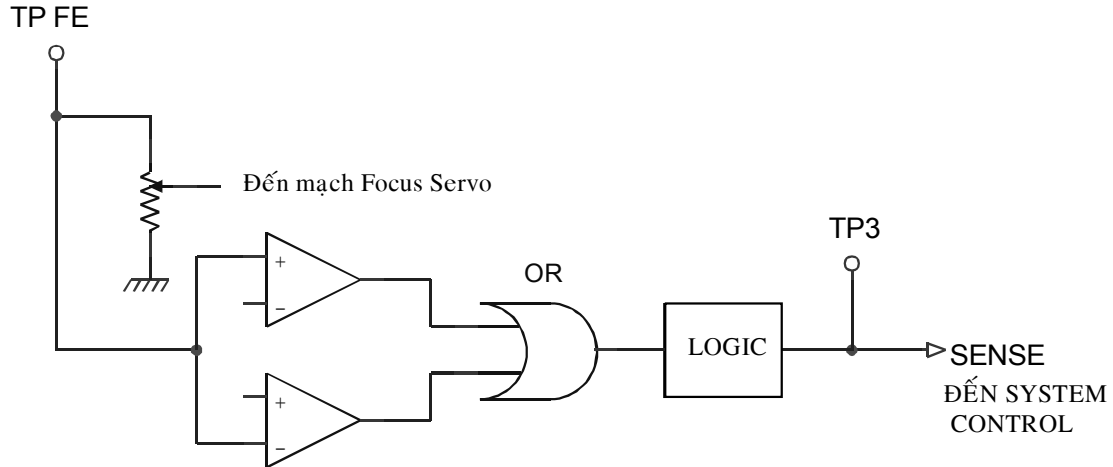 TP FE
Đến mạch Focus Servo
TP3
OR
+
−
LOGIC
SENSE
ĐẾN SYSTEM
CONTROL
+
−